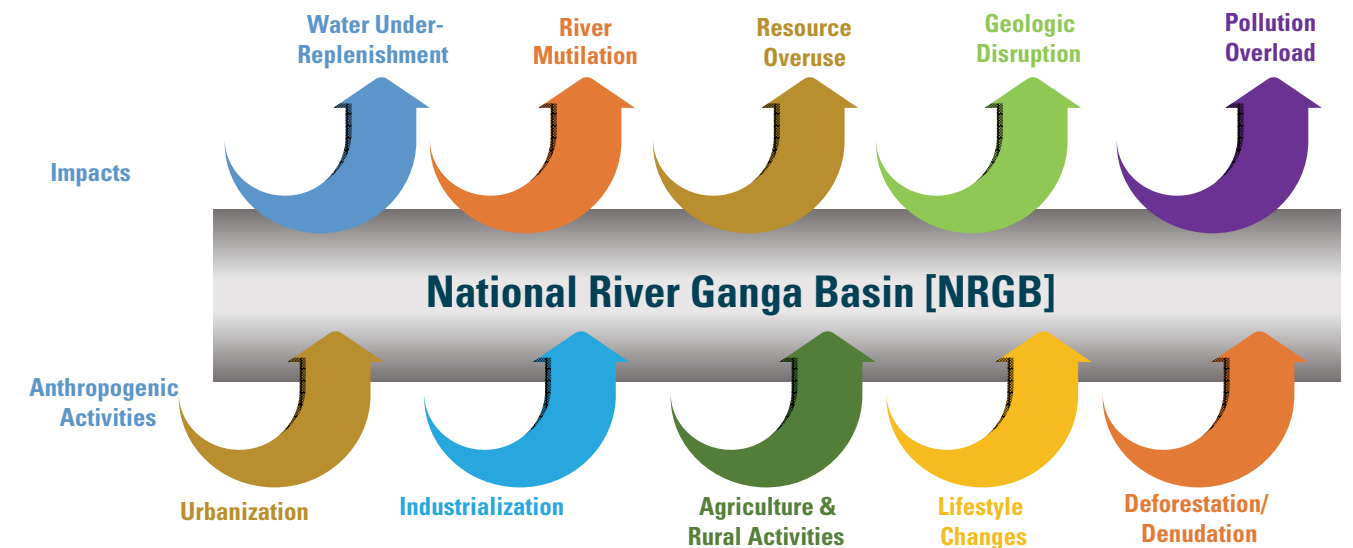 Water Under-
Replenishment
River
Mutilation
Resource
Overuse
Geologic
Disruption
Pollution
Overload
Impacts
National River Ganga Basin [NRGB]
Anthropogenic
Activities
Urbanization
Industrialization
Agriculture &
Rural Activities
Lifestyle
Changes
Deforestation/
Denudation